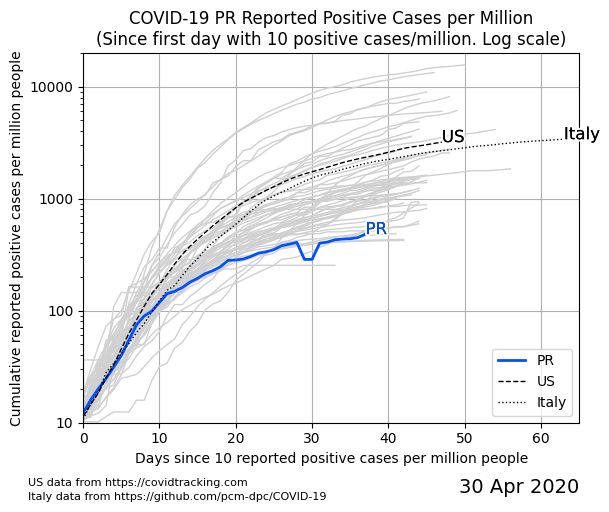 COVID-19 PR Reported Positive Cases per Million
(Since first day with 10 positive cases/million. Log scale)
Cumulative reported positive cases per million people
10000
1000
100
10
US
Italy
PR
PR
US
Italy
0 10 20 30 40 50 60
Days since 10 reported positive cases per million people
US data from https://covidtracking.com
Italy data from https://github.com/pcm-dpc/COVID-19
30 Apr 2020